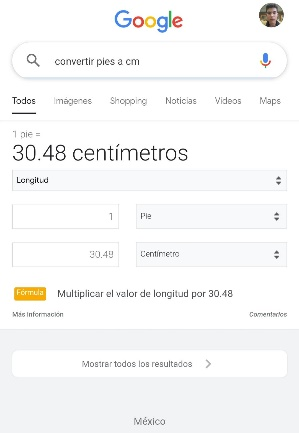 Google
convertir pies a cm
Todos Imágenes Shopping Noticias Videos Maps
1 pie =
30.48 centímetros
Longitud
1 Pie
30.48 Centímetro
Fórmula Multiplicar el valor de longitud por 30.48
Más información Comentarios
Mostrar todos los resultados
México